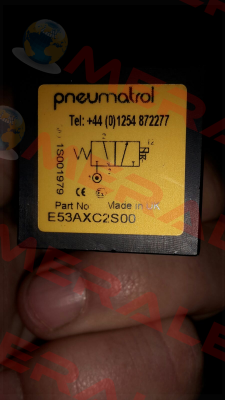 pneumatrol
Tel: +44 (0)1254 872277
1S001979
Part No
Made in UK
E53AXC2S00